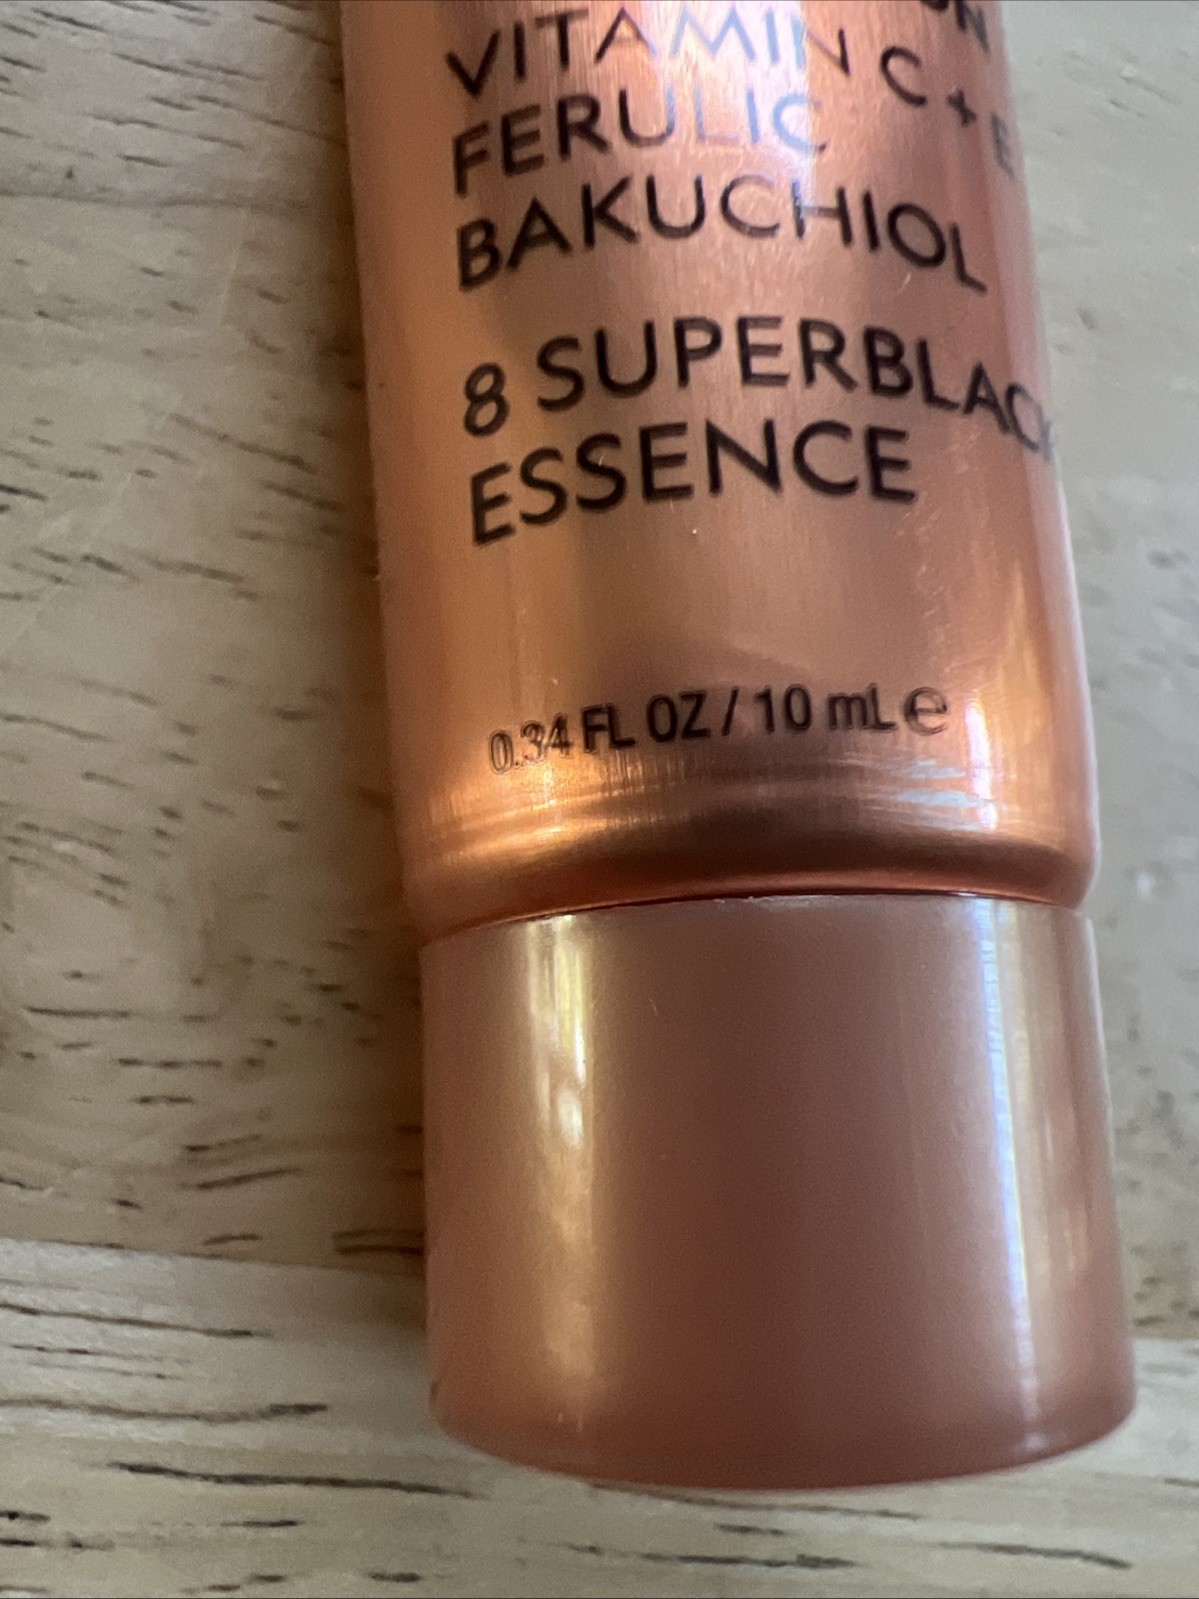 VITAMIN C + E
FERULIC
BAKUCHIOL
8 SUPERBLACK
ESSENCE
0.34 FL OZ / 10 mL e